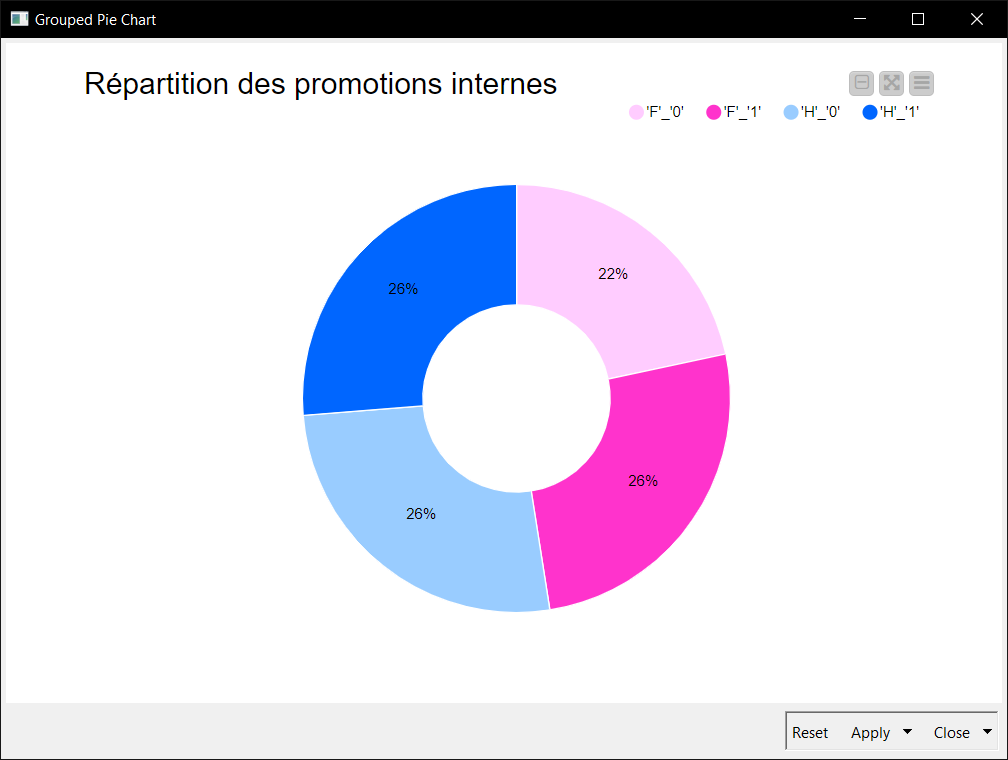 Grouped Pie Chart
Répartition des promotions internes
'F'_'0' 'F'_'1' 'H'_'0' 'H'_'1'
26% 22%
26% 26%
Reset Apply Close